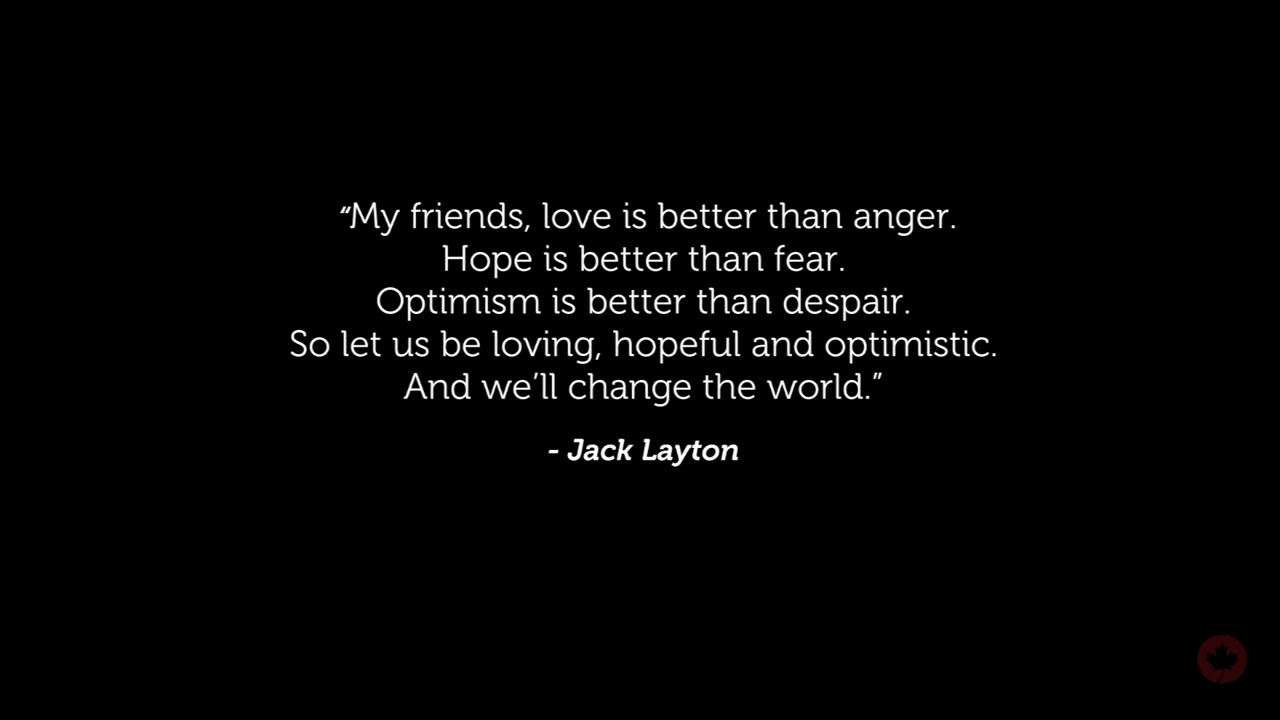 “My friends, love is better than anger.
Hope is better than fear.
Optimism is better than despair.
So let us be loving, hopeful and optimistic.
And we’ll change the world.”
- Jack Layton